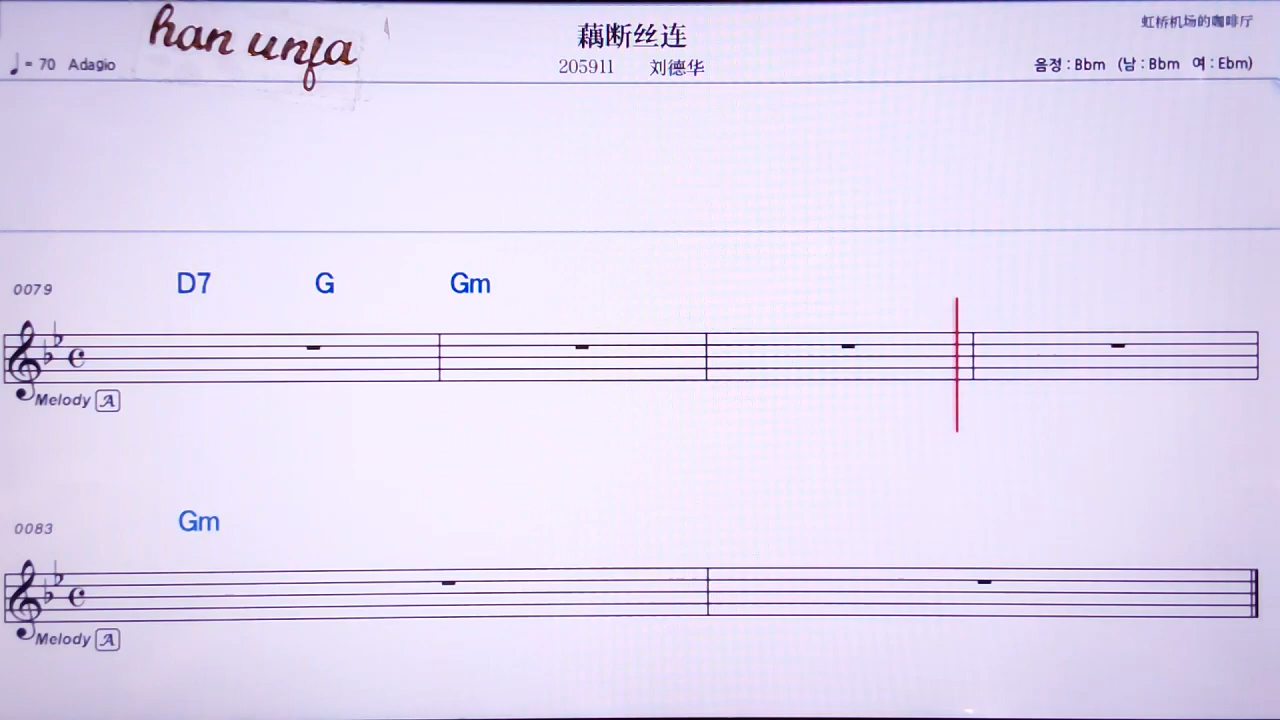 han unfa
藕断丝连
虹桥机场的咖啡厅
♩= 70 Adagio
205911 刘德华
음정 : Bbm (남 : Bbm 여 : Ebm)
0079 D7 G Gm
Melody A
0083 Gm
Melody A